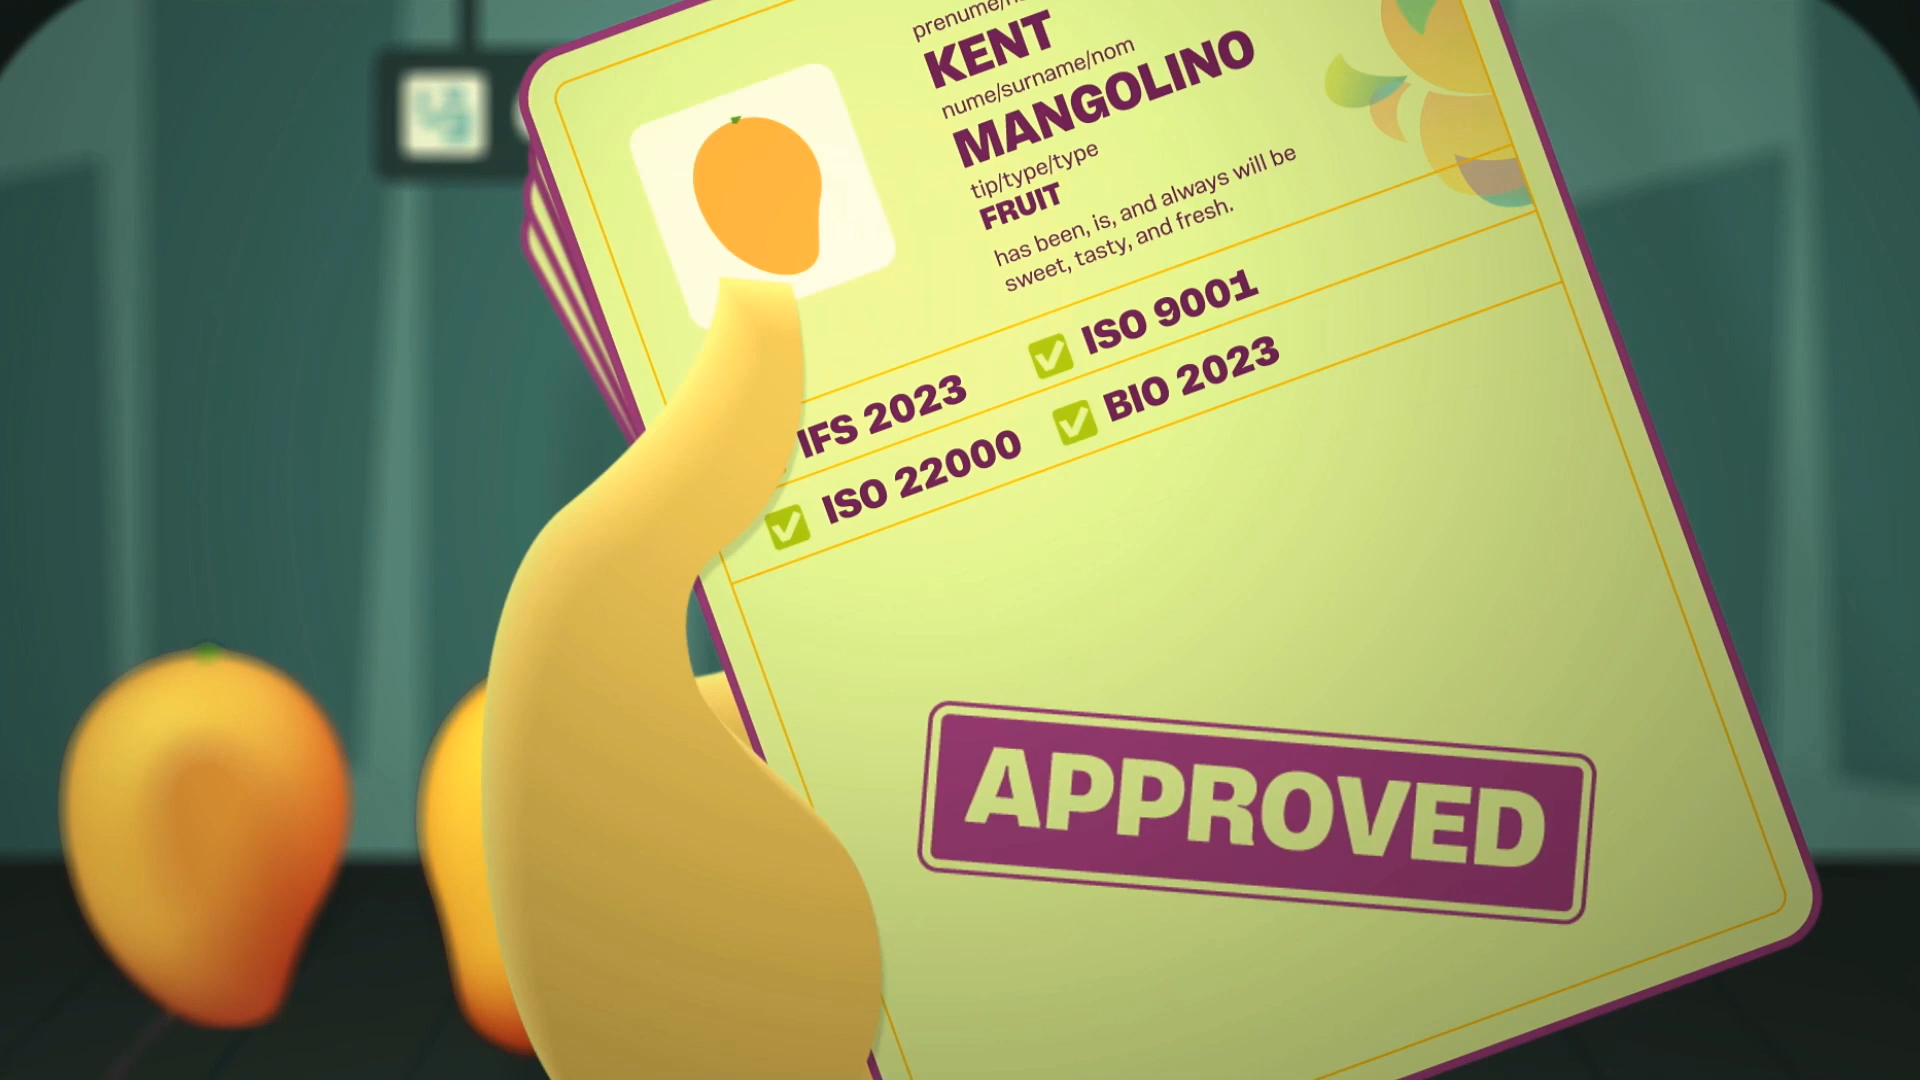 KENT
nume/surname/nom
MANGOLINO
tip/type/type
FRUIT
has been, is, and always will be
sweet, tasty, and fresh.
IFS 2023
ISO 9001
ISO 22000
BIO 2023
APPROVED